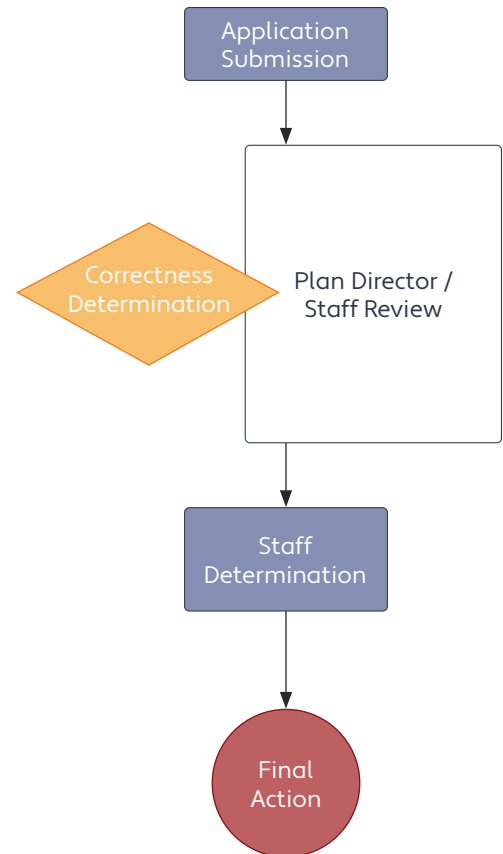 Application
Submission
Correctness
Determination
Plan Director /
Staff Review
Staff
Determination
Final
Action